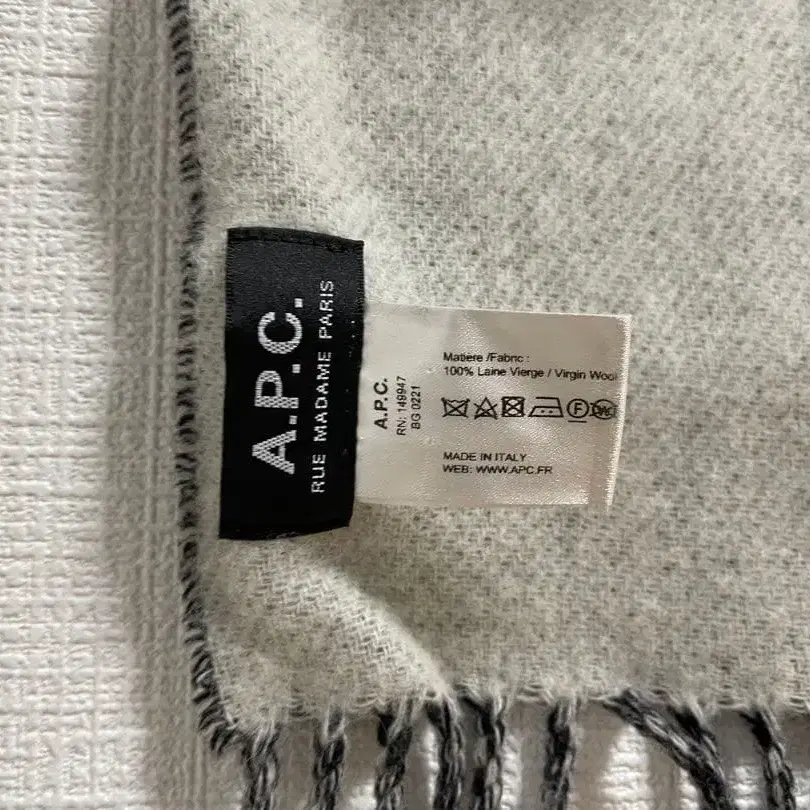 A.P.C.
RUE MADAME PARIS
A.P.C.
RN: 149947
BG 0221
Matiere /Fabric :
100% Laine Vierge / Virgin Wool
MADE IN ITALY
WEB: WWW.APC.FR